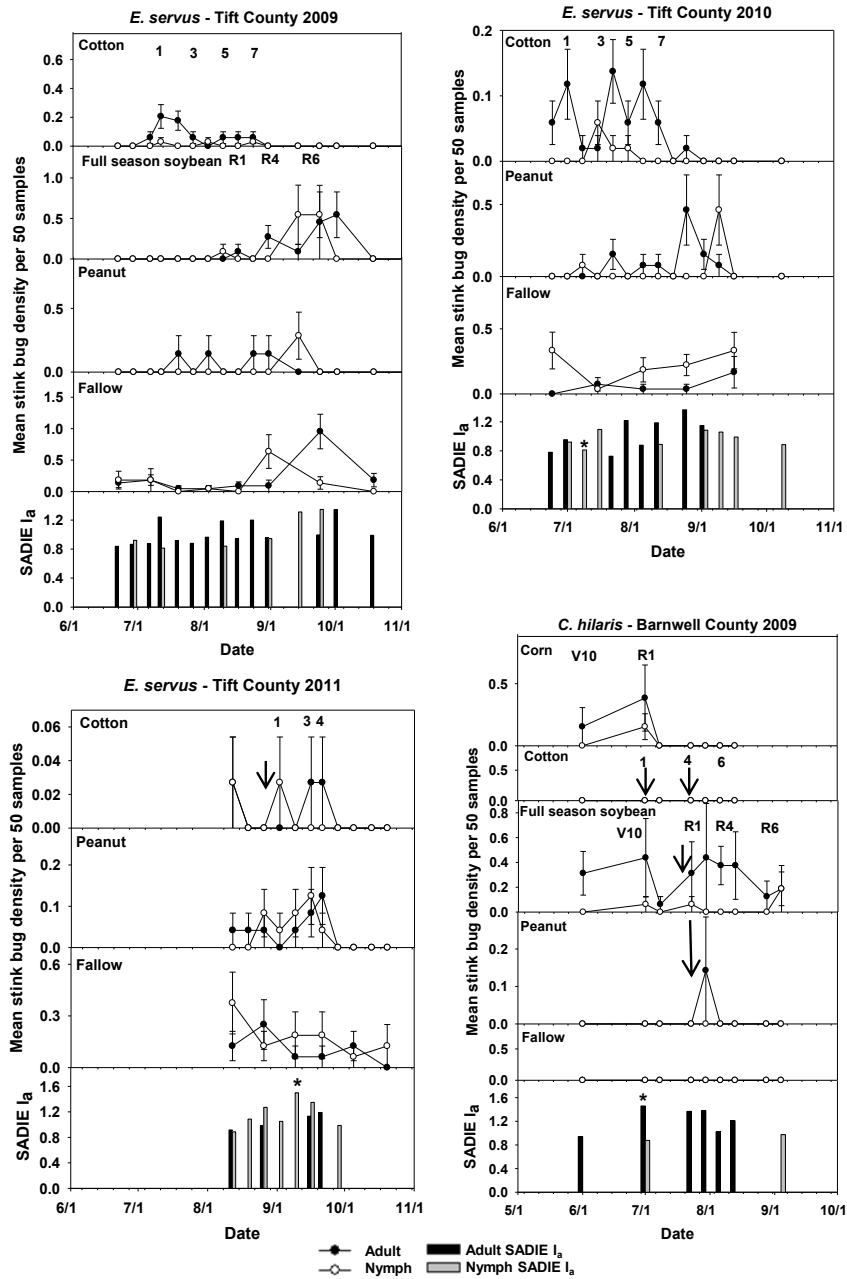 E. servus - Tift County 2009
Mean stink bug density per 50 samples
Cotton
1 3 5 7
0.6
0.4
0.2
0.0
Full season soybean R1 R4 R6
1.0
0.5
0.0
Peanut
0.5
0.0
Fallow
1.5
1.0
0.5
0.0
SADIE Ia
1.2
0.8
0.4
0.0
6/1 7/1 8/1 9/1 10/1 11/1
Date
E. servus - Tift County 2010
Mean stink bug density per 50 samples
0.2
Cotton
1 3 5 7
0.1
0.0
Peanut
0.5
0.0
Fallow
0.5
0.0
SADIE Ia
1.2
0.8
0.4
0.0
*
6/1 7/1 8/1 9/1 10/1 11/1
Date
E. servus - Tift County 2011
Mean stink bug density per 50 samples
0.06
Cotton
1 3 4
0.04
0.02
0.00
Peanut
0.2
0.1
0.0
Fallow
0.6
0.3
0.0
SADIE Ia
1.6
1.2
0.8
0.4
0.0
*
6/1 7/1 8/1 9/1 10/1 11/1
Date
C. hilaris - Barnwell County 2009
Mean stink bug density per 50 samples
Corn
V10 R1
0.5
0.0
Cotton
1 4 6
0.5
0.0
Full season soybean
0.8
V10 R1 R4 R6
0.6
0.4
0.2
0.0
Peanut
0.2
0.1
0.0
Fallow
0.5
0.0
SADIE Ia
1.6
1.2
0.8
0.4
0.0
*
5/1 6/1 7/1 8/1 9/1 10/1
Date
Adult Adult SADIE Ia
Nymph Nymph SADIE Ia